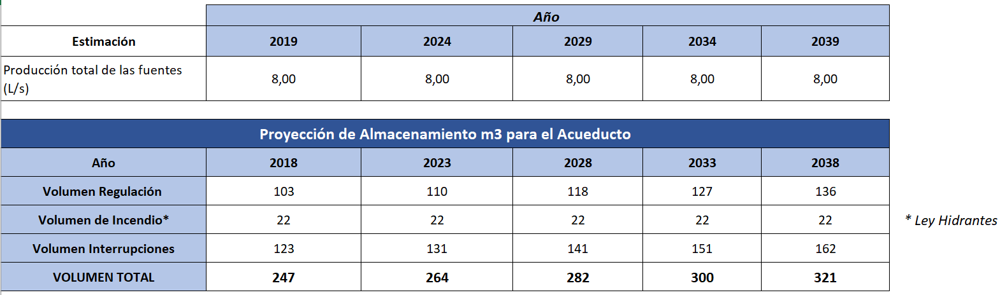 Año
Estimación 2019 2024 2029 2034 2039
Producción total de las fuentes
(L/s) 8,00 8,00 8,00 8,00 8,00
Proyección de Almacenamiento m3 para el Acueducto
Año 2018 2023 2028 2033 2038
Volumen Regulación 103 110 118 127 136
Volumen de Incendio* 22 22 22 22 22 * Ley Hidrantes
Volumen Interrupciones 123 131 141 151 162
VOLUMEN TOTAL 247 264 282 300 321